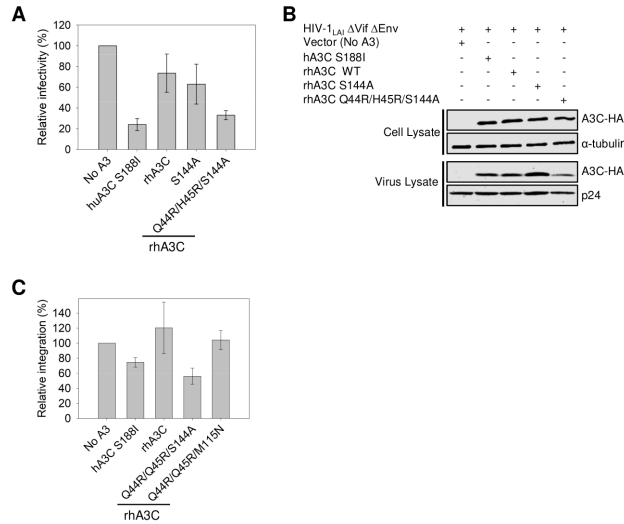 A
Relative infectivity (%)
120
100
80
60
40
20
0
No A3
huA3C S188I
rhA3C
S144A
Q44R/H45R/S144A
rhA3C
B
HIV-1LAI ΔVif ΔEnv + + + + +
Vector (No A3) + - - - -
hA3C S188I - + - - -
rhA3C WT - - + - -
rhA3C S144A - - - + -
rhA3C Q44R/H45R/S144A - - - - +
Cell Lysate
A3C-HA
α-tubulin
Virus Lysate
A3C-HA
p24
C
Relative integration (%)
140
120
100
80
60
40
20
0
No A3
hA3C S188I
rhA3C
Q44R/Q45R/S144A
Q44R/Q45R/M115N
rhA3C